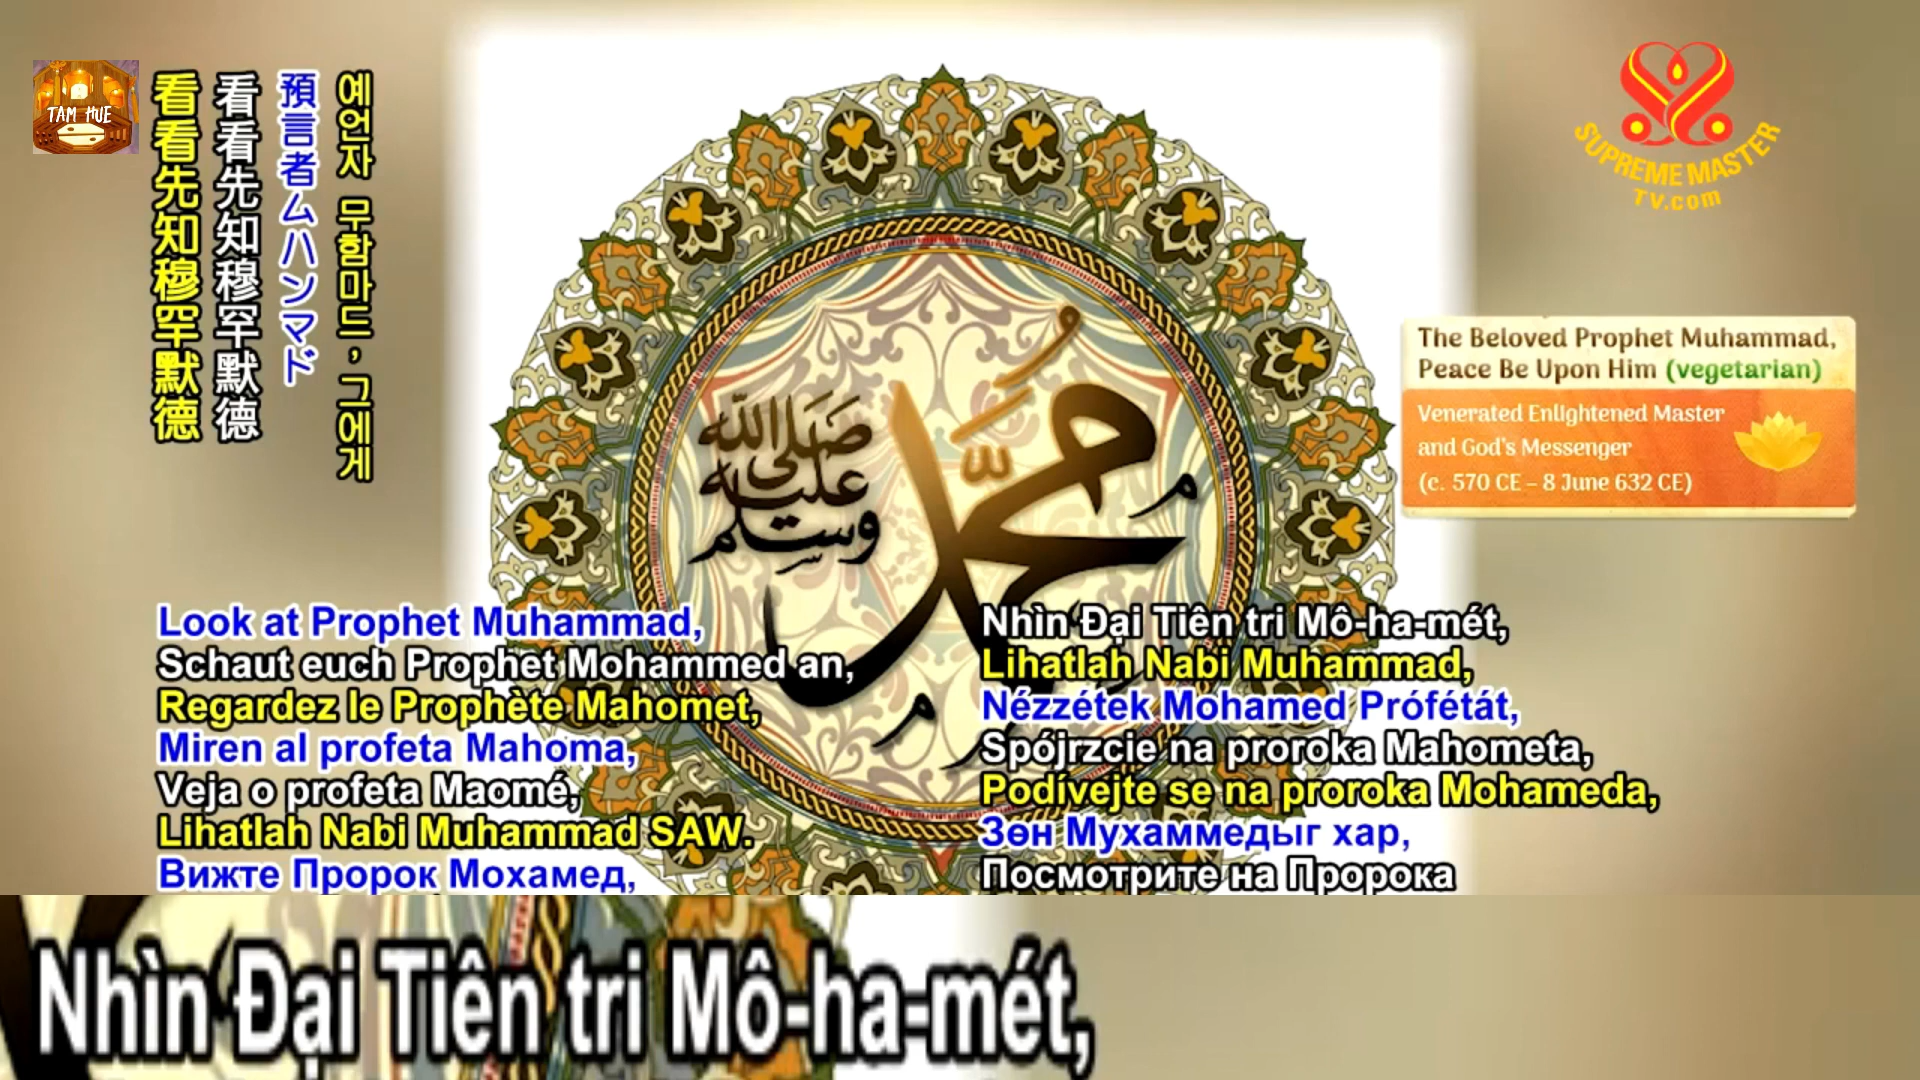 TAM HUE
看看先知穆罕默德
看看先知穆罕默德
預言者ムハンマド
예언자 무함마드, 그에게
SUPREME MASTER
TV.com
محمد
صلى الله
عليه
وسلم
The Beloved Prophet Muhammad,
Peace Be Upon Him (vegetarian)
Venerated Enlightened Master
and God's Messenger
(c. 570 CE – 8 June 632 CE)
Look at Prophet Muhammad,
Schaut euch Prophet Mohammed an,
Regardez le Prophète Mahomet,
Miren al profeta Mahoma,
Veja o profeta Maomé,
Lihatlah Nabi Muhammad SAW.
Вижте Пророк Мохамед,
Nhìn Đại Tiên tri Mô-ha-mét,
Lihatlah Nabi Muhammad,
Nézzétek Mohamed Prófétát,
Spójrzcie na proroka Mahometa,
Podívejte se na proroka Mohameda,
Зөн Мухаммедыг хар,
Посмотрите на Пророка
Nhìn Đại Tiên tri Mô-ha-mét,